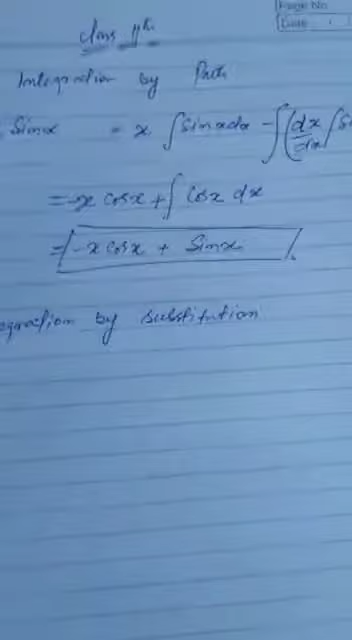 Page No
Date
class 11th
Integration by Parts
Sinx = x ∫Sinxdx - ∫(dx/dx ∫S
= -x cosx + ∫ Cosx dx
= -x cosx + Sinx
egration by substitution